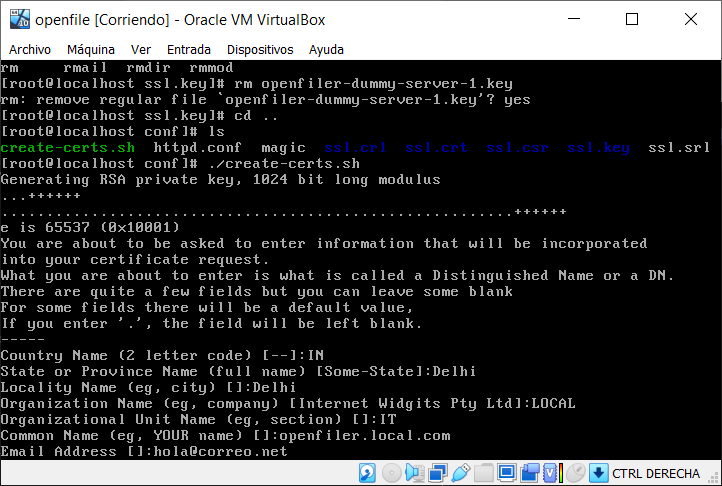 openfile [Corriendo] - Oracle VM VirtualBox
Archivo Máquina Ver Entrada Dispositivos Ayuda
rm rmail rmdir rmmod
[root@localhost ssl.key]# rm openfiler-dummy-server-1.key
rm: remove regular file `openfiler-dummy-server-1.key'? yes
[root@localhost ssl.key]# cd ..
[root@localhost conf]# ls
create-certs.sh httpd.conf magic ssl.crl ssl.crt ssl.csr ssl.key ssl.srl
[root@localhost conf]# ./create-certs.sh
Generating RSA private key, 1024 bit long modulus
...++++++
.........................................................++++++
e is 65537 (0x10001)
You are about to be asked to enter information that will be incorporated
into your certificate request.
What you are about to enter is what is called a Distinguished Name or a DN.
There are quite a few fields but you can leave some blank
For some fields there will be a default value,
If you enter '.', the field will be left blank.
-----
Country Name (2 letter code) [--]:IN
State or Province Name (full name) [Some-State]:Delhi
Locality Name (eg, city) []:Delhi
Organization Name (eg, company) [Internet Widgits Pty Ltd]:LOCAL
Organizational Unit Name (eg, section) []:IT
Common Name (eg, YOUR name) []:openfiler.local.com
Email Address []:hola@correo.net
CTRL DERECHA